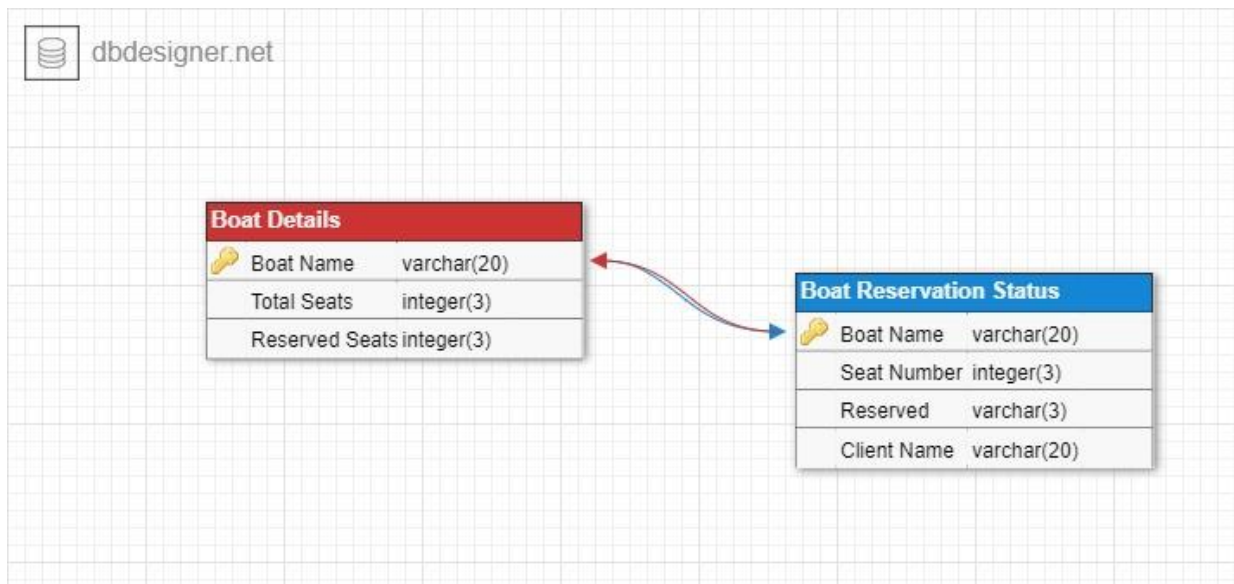 dbdesigner.net
Boat Details
Boat Name varchar(20)
Total Seats integer(3)
Reserved Seats integer(3)
Boat Reservation Status
Boat Name varchar(20)
Seat Number integer(3)
Reserved varchar(3)
Client Name varchar(20)